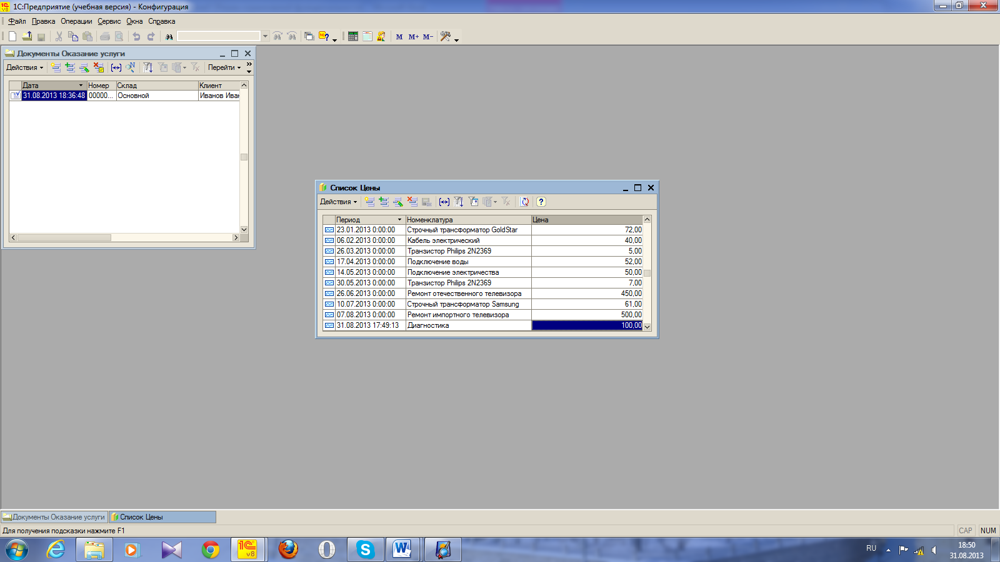 1С:Предприятие (учебная версия) - Конфигурация
Файл Правка Операции Сервис Окна Справка
M M+ M-
Документы Оказание услуги
Действия Перейти
Дата Номер Склад Клиент
31.08.2013 18:36:48 00000... Основной Иванов Иван
Список Цены
Действия
Период Номенклатура Цена
23.01.2013 0:00:00 Строчный трансформатор GoldStar 72,00
06.02.2013 0:00:00 Кабель электрический 40,00
26.03.2013 0:00:00 Транзистор Philips 2N2369 5,00
17.04.2013 0:00:00 Подключение воды 52,00
14.05.2013 0:00:00 Подключение электричества 50,00
30.05.2013 0:00:00 Транзистор Philips 2N2369 7,00
26.06.2013 0:00:00 Ремонт отечественного телевизора 450,00
10.07.2013 0:00:00 Строчный трансформатор Samsung 61,00
07.08.2013 0:00:00 Ремонт импортного телевизора 500,00
31.08.2013 17:49:13 Диагностика 100,00
Документы Оказание услуги Список Цены
Для получения подсказки нажмите F1 CAP NUM
RU 18:50
31.08.2013